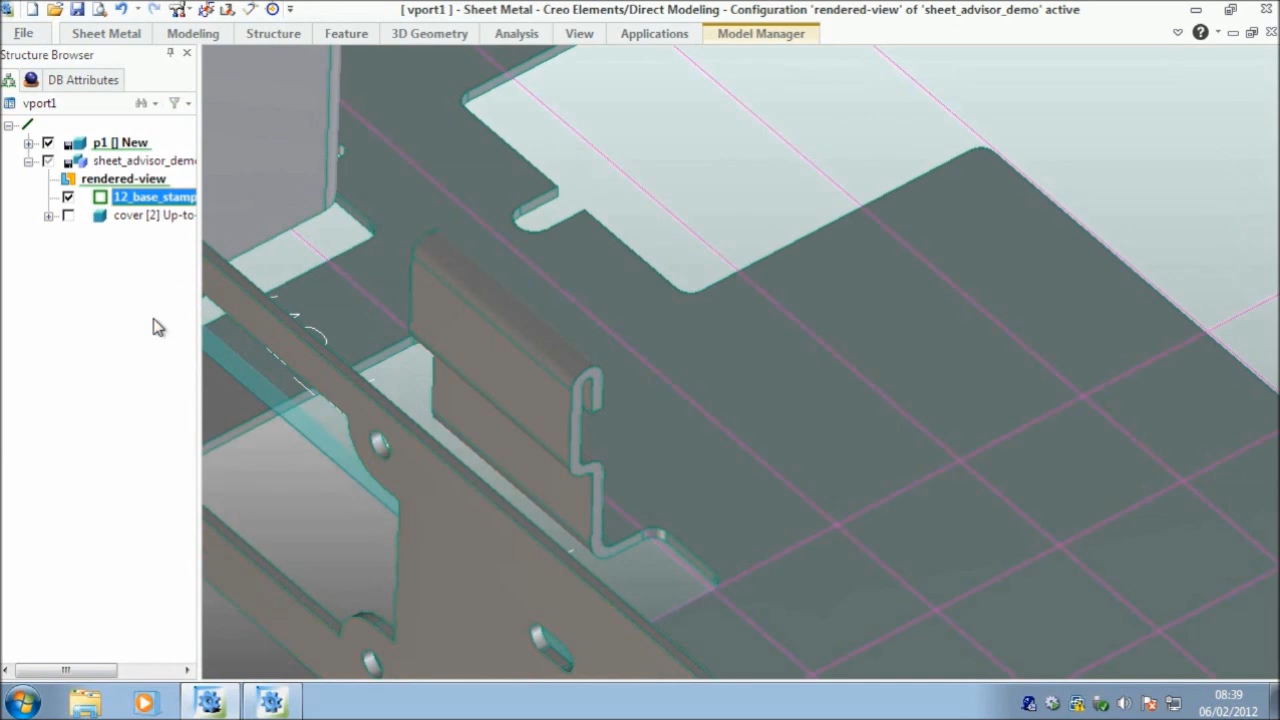 [ vport1 ] - Sheet Metal - Creo Elements/Direct Modeling - Configuration 'rendered-view' of 'sheet_advisor_demo' active
File Sheet Metal Modeling Structure Feature 3D Geometry Analysis View Applications Model Manager
Structure Browser
DB Attributes
vport1
p1 [] New
sheet_advisor_demo
rendered-view
12_base_stamp
cover [2] Up-to-
08:39
06/02/2012